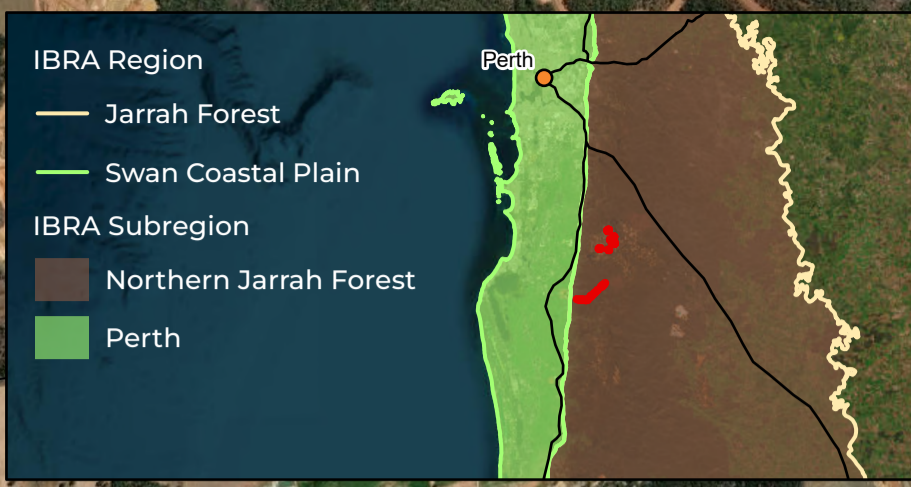 IBRA Region
Jarrah Forest
Swan Coastal Plain
IBRA Subregion
Northern Jarrah Forest
Perth
Perth